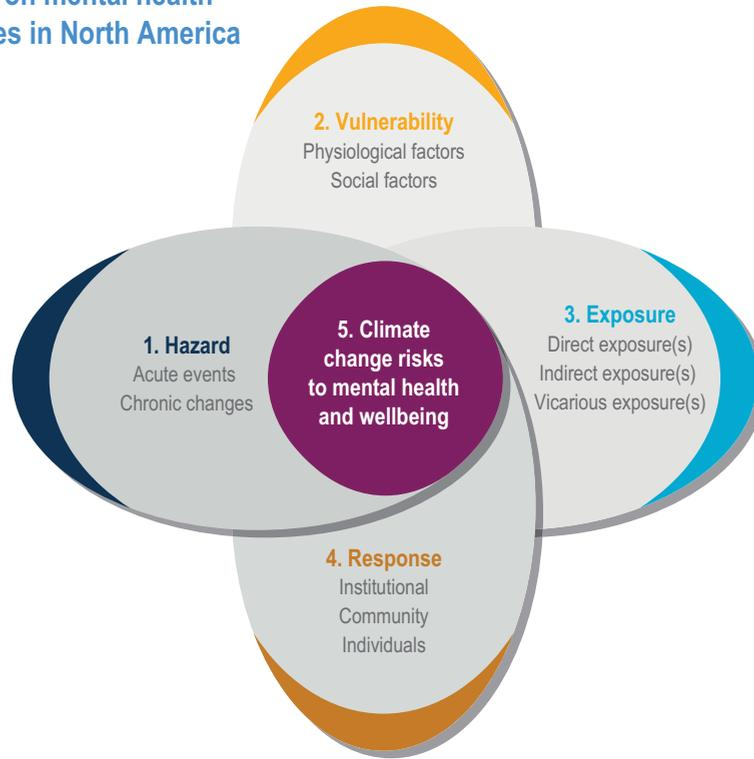 on mental health
es in North America
2. Vulnerability
Physiological factors
Social factors
1. Hazard
Acute events
Chronic changes
5. Climate
change risks
to mental health
and wellbeing
3. Exposure
Direct exposure(s)
Indirect exposure(s)
Vicarious exposure(s)
4. Response
Institutional
Community
Individuals